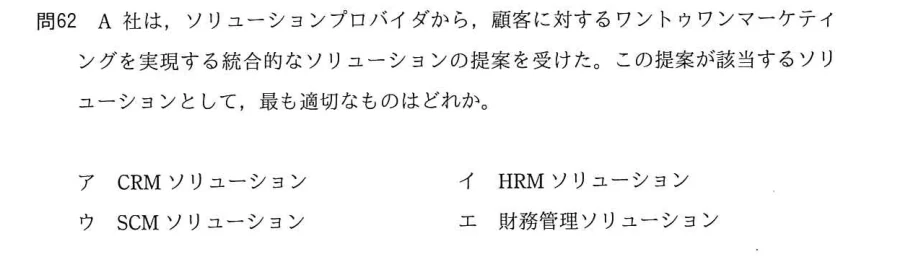 問62 A 社は，ソリューションプロバイダから，顧客に対するワントゥワンマーケティ
ングを実現する統合的なソリューションの提案を受けた。この提案が該当するソリ
ューションとして，最も適切なものはどれか。
ア CRM ソリューション イ HRM ソリューション
ウ SCM ソリューション エ 財務管理ソリューション